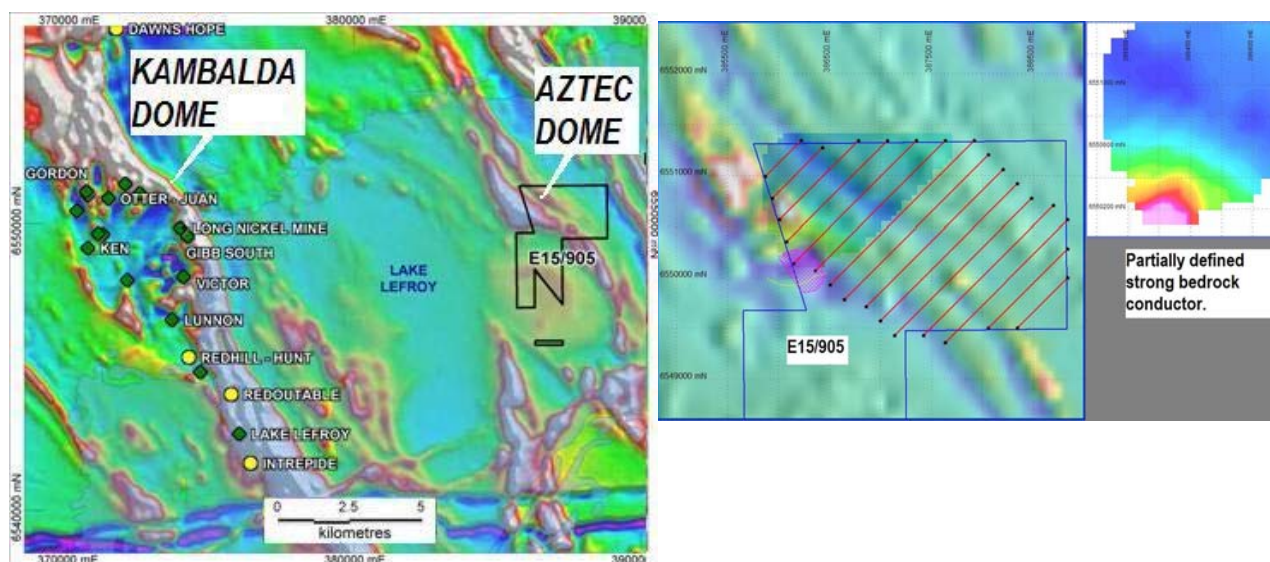 370000 mE
380000 mE
39000
DAWNS HOPE
KAMBALDA
DOME
AZTEC
DOME
GORDON
OTTER - JUAN
6550000 mN
LONG NICKEL MINE
KEN
GIBB SOUTH
E15/905
LAKE
LEFROY
VICTOR
LUNNON
REDHILL - HUNT
REDOUTABLE
LAKE LEFROY
INTREPIDE
0 2.5 5
kilometres
6540000 mN
370000 mE
380000 mE
39000
6552000 mN
6551000 mN
6550000 mN
6549000 mN
E15/905
Partially defined
strong bedrock
conductor.